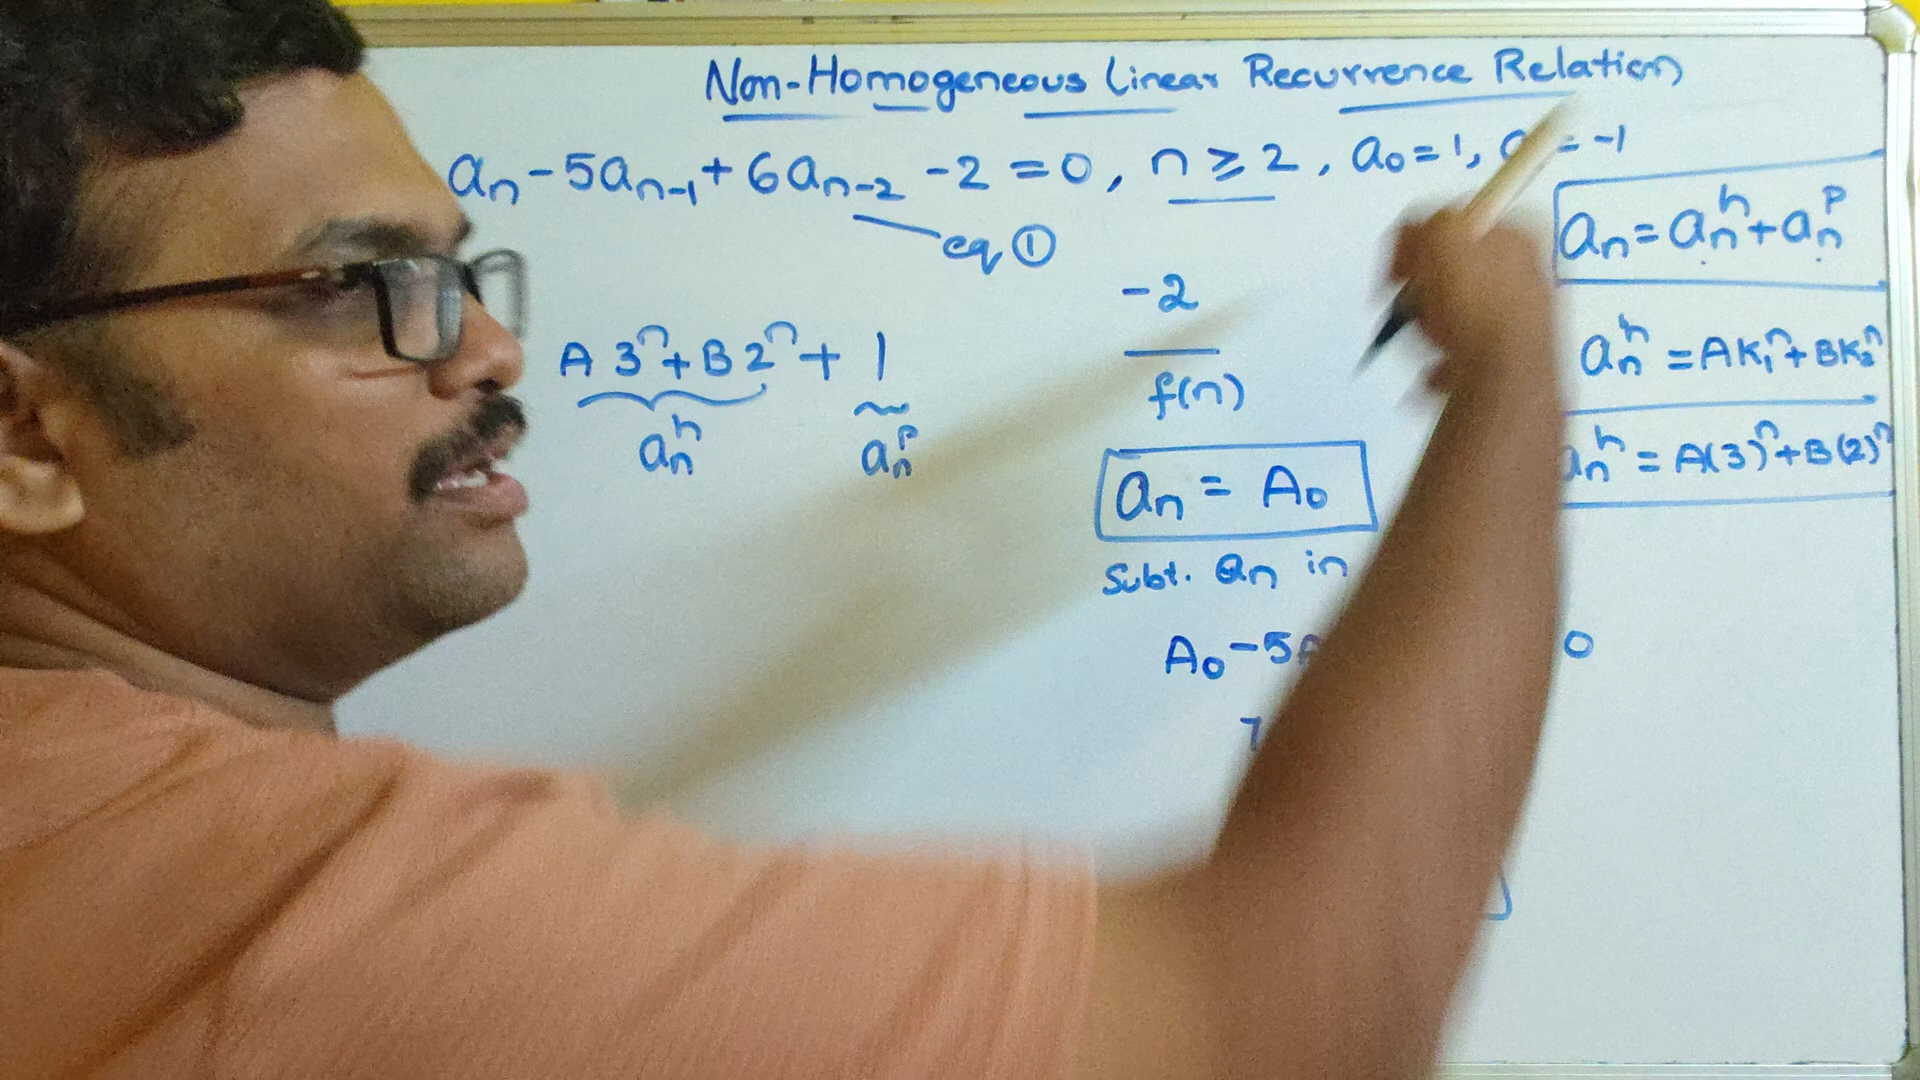 Non-Homogeneous Linear Recurrence Relation
aₙ - 5aₙ₋₁ + 6aₙ₋₂ - 2 = 0, n ≥ 2, a₀ = 1, = -1
eq ①
aₙ = aₙʰ + aₙᵖ
A 3ⁿ + B 2ⁿ + 1
aₙʰ aₙᵖ
-2
f(n)
aₙʰ = AK₁ⁿ + BK₂ⁿ
aₙʰ = A(3)ⁿ + B(2)ⁿ
aₙ = A₀
Subt. aₙ in
A₀ - 5A 0